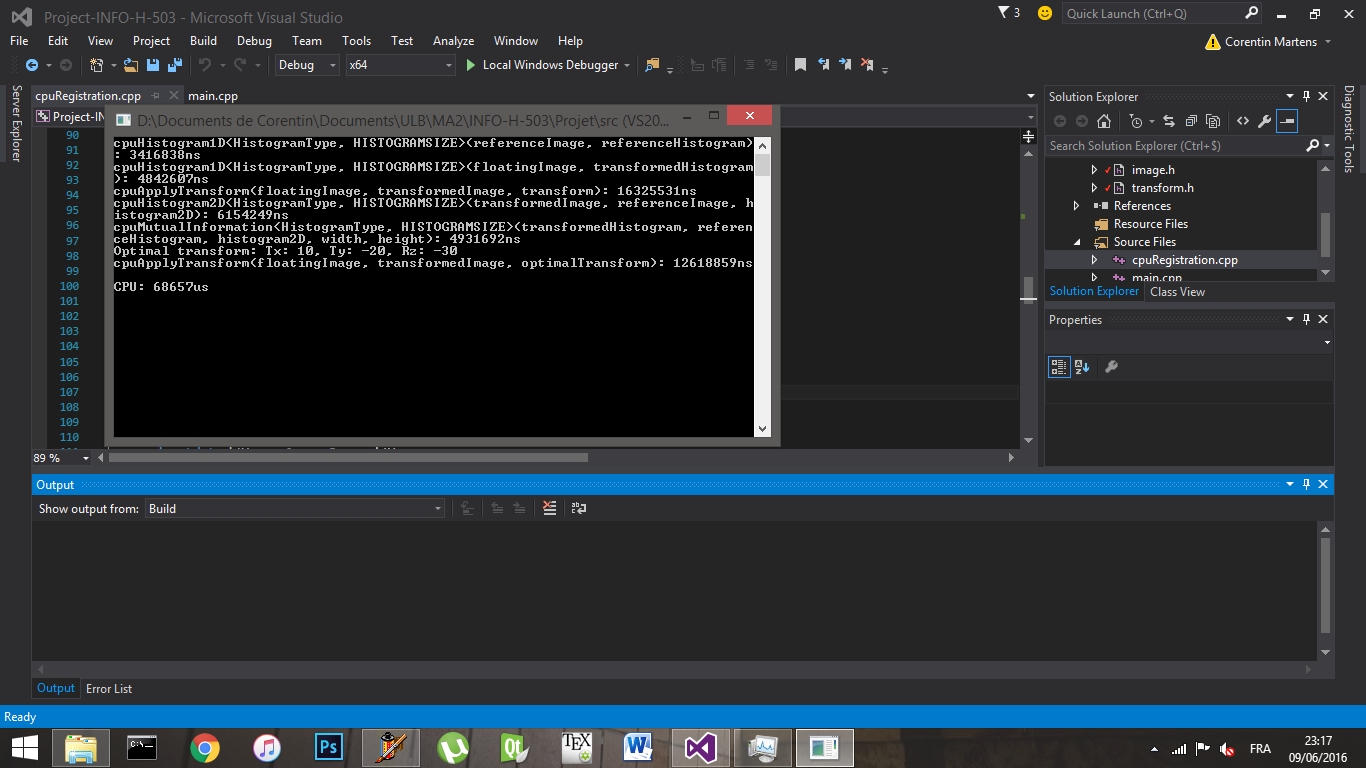 Project-INFO-H-503 - Microsoft Visual Studio
3
Quick Launch (Ctrl+Q)
File Edit View Project Build Debug Team Tools Test Analyze Window Help
Corentin Martens
Debug
x64
Local Windows Debugger
Server Explorer
cpuRegistration.cpp
main.cpp
Project-IN
D:\Documents de Corentin\Documents\ULB\MA2\INFO-H-503\Projet\src (VS20...
cpuHistogram1D<HistogramType, HISTOGRAMSIZE>(referenceImage, referenceHistogram)
: 3416838ns
cpuHistogram1D<HistogramType, HISTOGRAMSIZE>(floatingImage, transformedHistogram
): 4842607ns
cpuApplyTransform(floatingImage, transformedImage, transform): 16325531ns
cpuHistogram2D<HistogramType, HISTOGRAMSIZE>(transformedImage, referenceImage, h
istogram2D): 6154249ns
cpuMutualInformation<HistogramType, HISTOGRAMSIZE>(transformedHistogram, referen
ceHistogram, histogram2D, width, height): 4931692ns
Optimal transform: Tx: 10, Ty: -20, Rz: -30
cpuApplyTransform(floatingImage, transformedImage, optimalTransform): 12618859ns
CPU: 68657us
90
91
92
93
94
95
96
97
98
99
100
101
102
103
104
105
106
107
108
109
110
89 %
Solution Explorer
Search Solution Explorer (Ctrl+$)
image.h
transform.h
References
Resource Files
Source Files
cpuRegistration.cpp
main.cpp
Solution Explorer
Class View
Properties
Diagnostic Tools
Output
Show output from:
Build
Output
Error List
Ready
C:\
Ps
Qt
TEX
W
FRA
23:17
09/06/2016